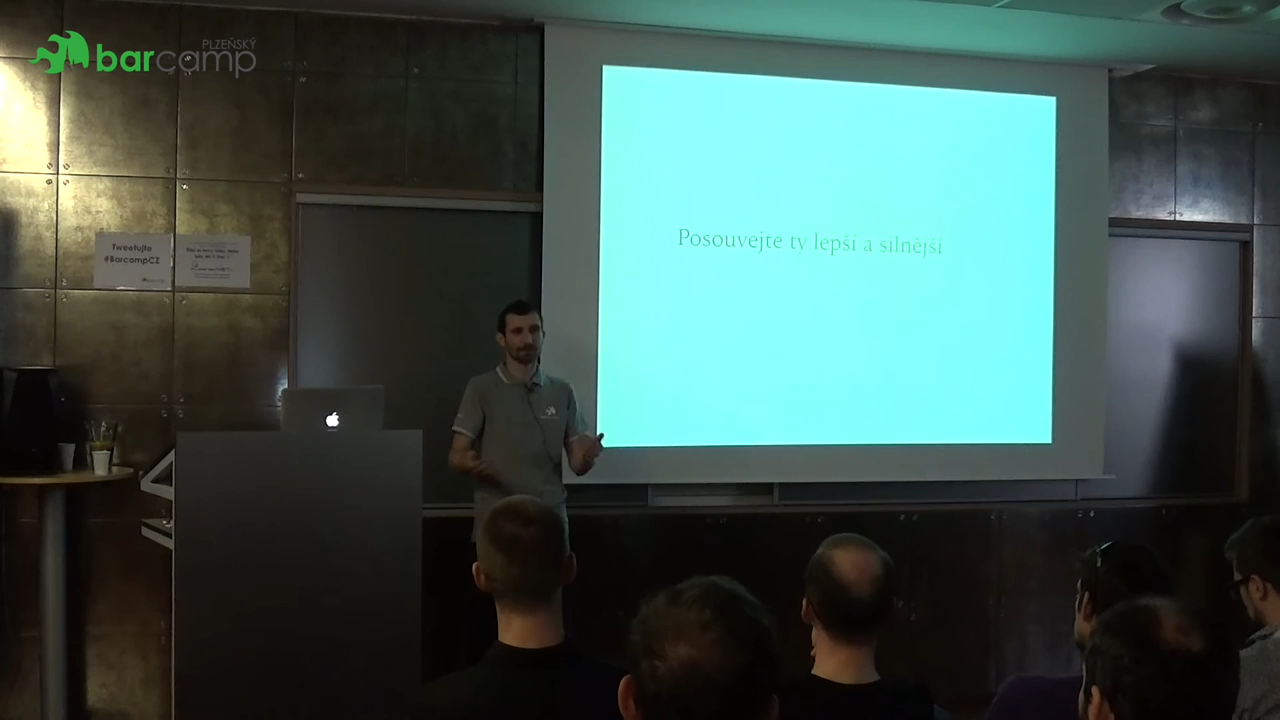 PLZEŇSKÝ
barcamp
Posouvejte ty lepší a silnější
Tweetujte
#BarcampCZ